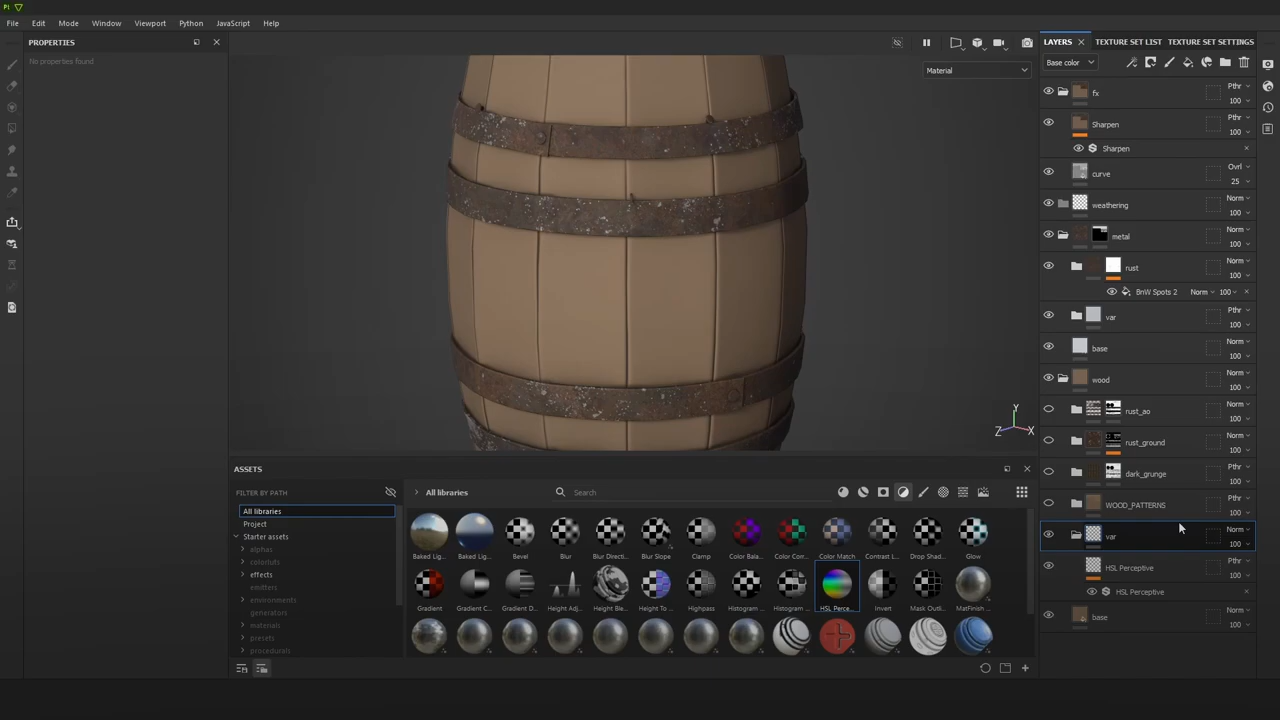 Pt
File Edit Mode Window Viewport Python JavaScript Help
PROPERTIES
No properties found
Material
Y
Z
X
LAYERS TEXTURE SET LIST TEXTURE SET SETTINGS
Base color
fx Pthr 100
Sharpen Pthr 100
Sharpen
curve Ovrl 25
weathering Norm 100
metal Norm 100
rust Norm 100
BnW Spots 2 Norm 100
var Pthr 100
base Norm 100
wood Norm 100
rust_ao Norm 100
rust_ground Norm 100
dark_grunge Pthr 100
WOOD_PATTERNS Pthr 100
var Norm 100
HSL Perceptive Pthr 100
HSL Perceptive
base Norm 100
ASSETS
FILTER BY PATH
All libraries
Project
Starter assets
alphas
colorluts
effects
emitters
environments
generators
materials
presets
procedurals
All libraries
Search
Baked Lig... Baked Lig... Bevel Blur Blur Directi... Blur Slope Clamp Color Bala... Color Corr... Color Match Contrast L... Drop Shad... Glow
Gradient Gradient C... Gradient D... Height Adj... Height Ble... Height To ... Highpass Histogram ... Histogram ... HSL Perce... Invert Mask Outli... MatFinish ...